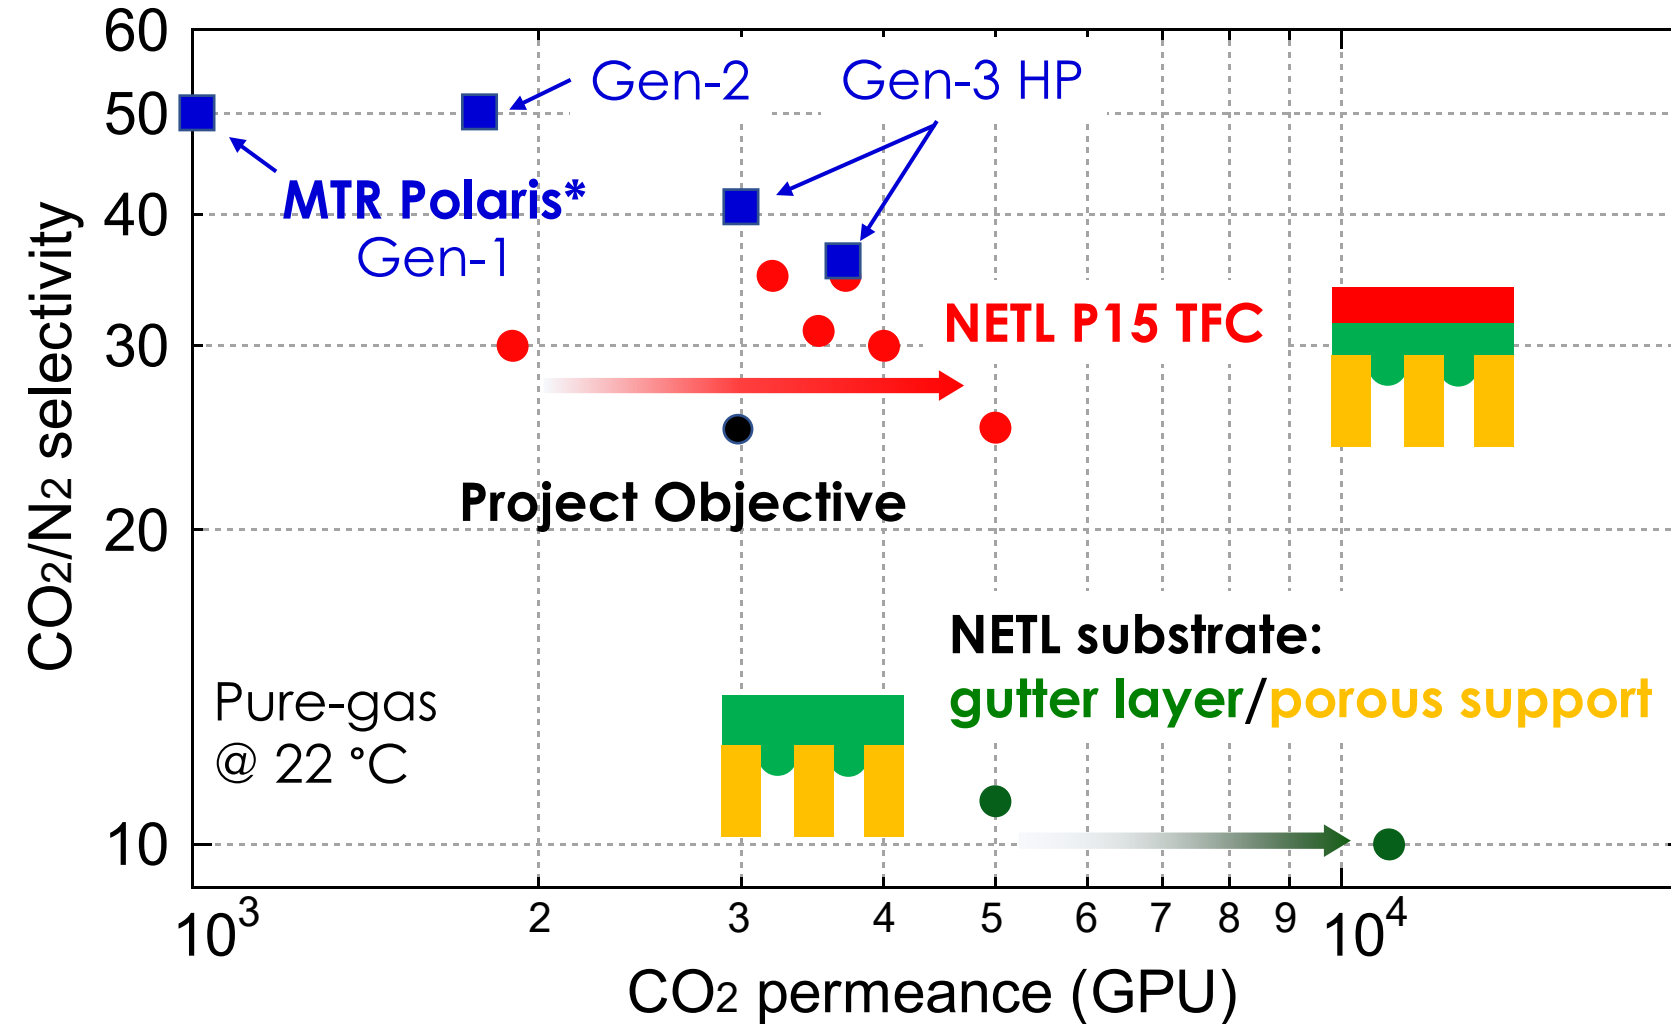 60
50
40
30
20
10
CO2/N2 selectivity
Gen-2
Gen-3 HP
MTR Polaris*
Gen-1
NETL P15 TFC
Project Objective
NETL substrate:
gutter layer/porous support
Pure-gas
@ 22 °C
10³ 2 3 4 5 6 7 8 9 10⁴
CO2 permeance (GPU)